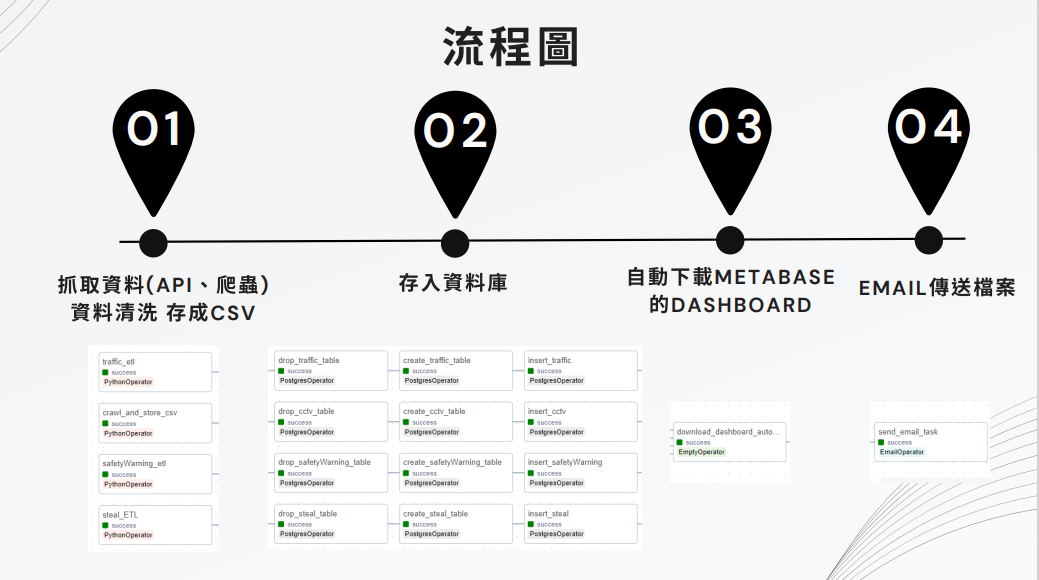 流程圖
01
02
03
04
抓取資料(API、爬蟲)
資料清洗 存成CSV
存入資料庫
自動下載METABASE
的DASHBOARD
EMAIL傳送檔案
traffic_etl
success
PythonOperator
crawl_and_store_csv
success
PythonOperator
safetyWarning_etl
success
PythonOperator
steal_ETL
success
PythonOperator
drop_traffic_table
success
PostgresOperator
create_traffic_table
success
PostgresOperator
insert_traffic
success
PostgresOperator
drop_cctv_table
success
PostgresOperator
create_cctv_table
success
PostgresOperator
insert_cctv
success
PostgresOperator
drop_safetyWarning_table
success
PostgresOperator
create_safetyWarning_table
success
PostgresOperator
insert_safetyWarning
success
PostgresOperator
drop_steal_table
success
PostgresOperator
create_steal_table
success
PostgresOperator
insert_steal
success
PostgresOperator
download_dashboard_auto...
success
EmptyOperator
send_email_task
success
EmailOperator